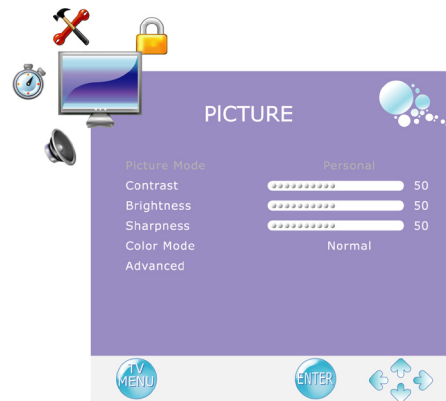 PICTURE
Picture Mode Personal
Contrast 50
Brightness 50
Sharpness 50
Color Mode Normal
Advanced
TV
MENU
ENTER